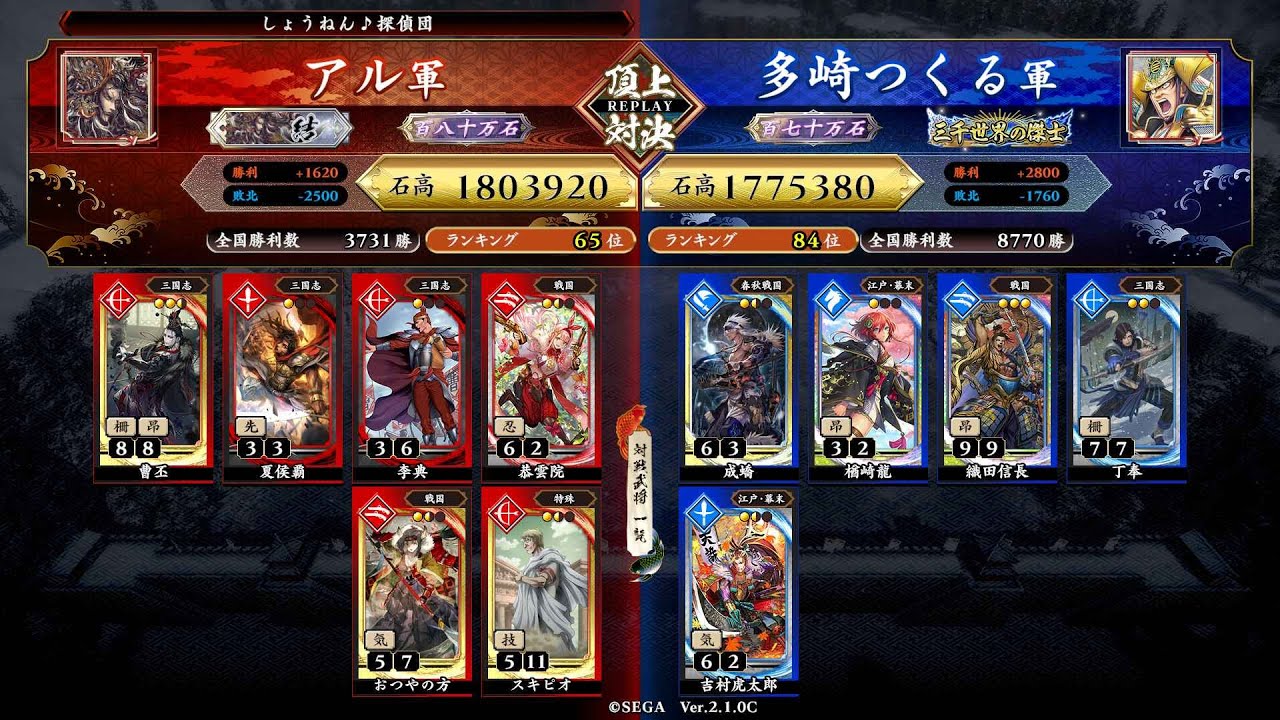 しょうねん♪探偵団
アル軍
頂上
REPLAY
対決
多崎つくる軍
結
百八十万石
百七十万石
三千世界の傑士
勝利 +1620
敗北 -2500
石高 1803920
石高 1775380
勝利 +2800
敗北 -1760
全国勝利数 3731勝
ランキング 65位
ランキング 84位
全国勝利数 8770勝
三国志
柵 昂
8 8
曹丕
三国志
先
3 3
夏侯覇
三国志
3 6
李典
戦国
忍
6 2
恭雲院
春秋戦国
6 3
成蟜
江戸・幕末
昂
3 2
楢崎龍
戦国
昂
9 9
織田信長
三国志
柵
7 7
丁奉
対戦武将一覧
戦国
気
5 7
おつやの方
特殊
技
5 11
スキピオ
江戸・幕末
気
6 2
吉村虎太郎
©SEGA Ver.2.1.0C